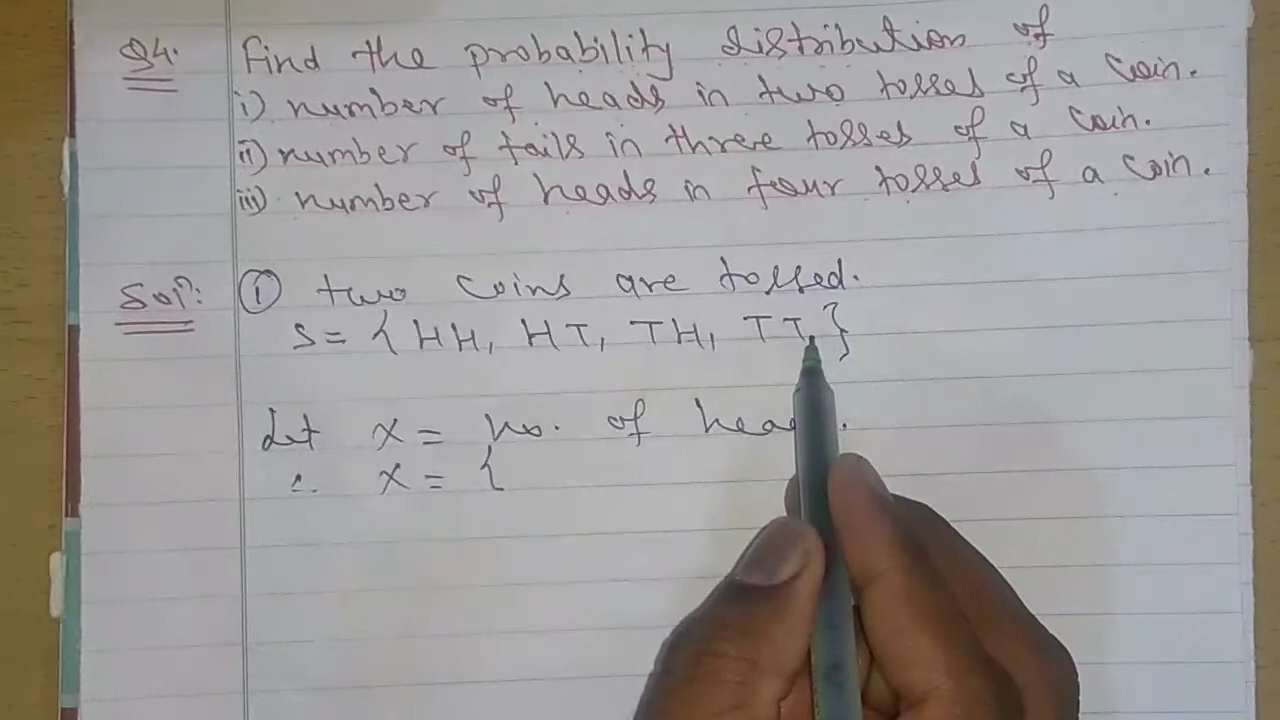 Q4. Find the probability distribution of
i) number of heads in two tosses of a coin.
ii) number of tails in three tosses of a coin.
iii) number of heads in four tosses of a coin.
Solⁿ: ① two coins are tossed.
S = { HH, HT, TH, TT, }
Let X = no. of head.
∴ X = {